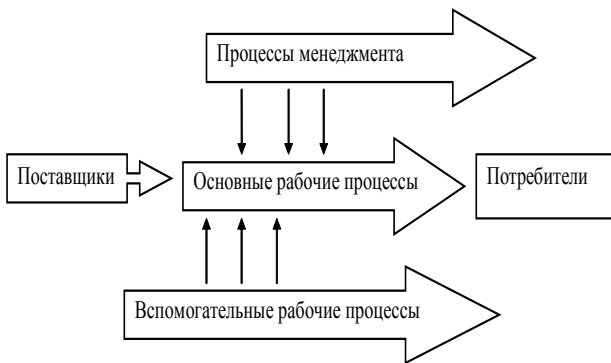 Процессы менеджмента
Поставщики
Основные рабочие процессы
Потребители
Вспомогательные рабочие процессы